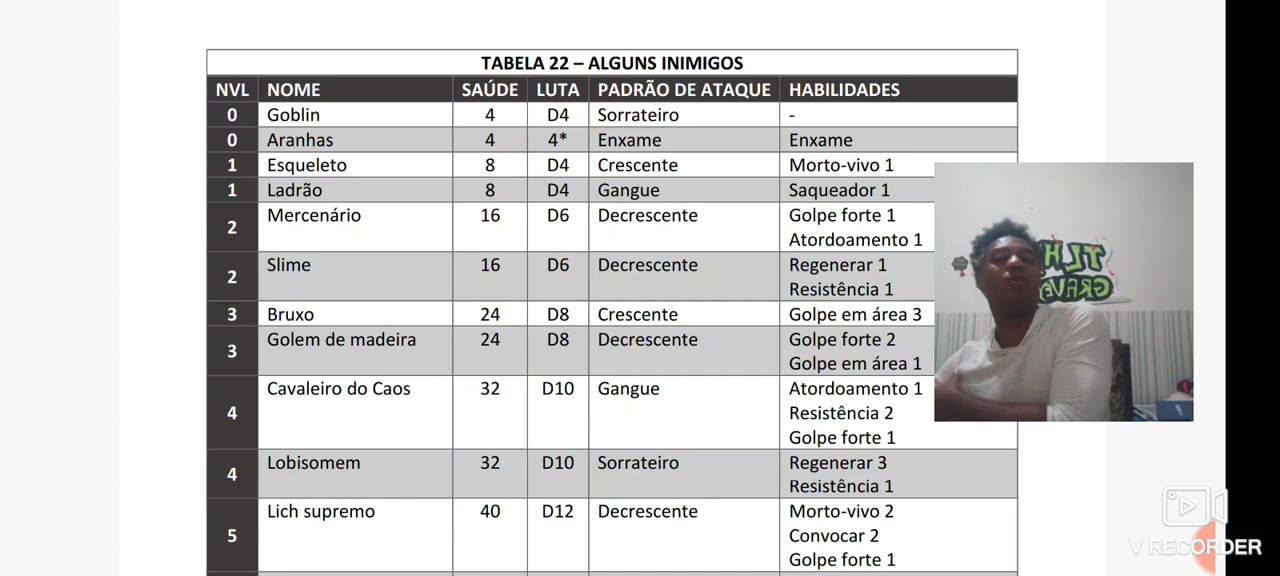 TABELA 22 – ALGUNS INIMIGOS
NVL NOME SAÚDE LUTA PADRÃO DE ATAQUE HABILIDADES
0 Goblin 4 D4 Sorrateiro -
0 Aranhas 4 4* Enxame Enxame
1 Esqueleto 8 D4 Crescente Morto-vivo 1
1 Ladrão 8 D4 Gangue Saqueador 1
2 Mercenário 16 D6 Decrescente Golpe forte 1
Atordoamento 1
2 Slime 16 D6 Decrescente Regenerar 1
Resistência 1
3 Bruxo 24 D8 Crescente Golpe em área 3
3 Golem de madeira 24 D8 Decrescente Golpe forte 2
Golpe em área 1
4 Cavaleiro do Caos 32 D10 Gangue Atordoamento 1
Resistência 2
Golpe forte 1
4 Lobisomem 32 D10 Sorrateiro Regenerar 3
Resistência 1
5 Lich supremo 40 D12 Decrescente Morto-vivo 2
Convocar 2
Golpe forte 1
V RECORDER